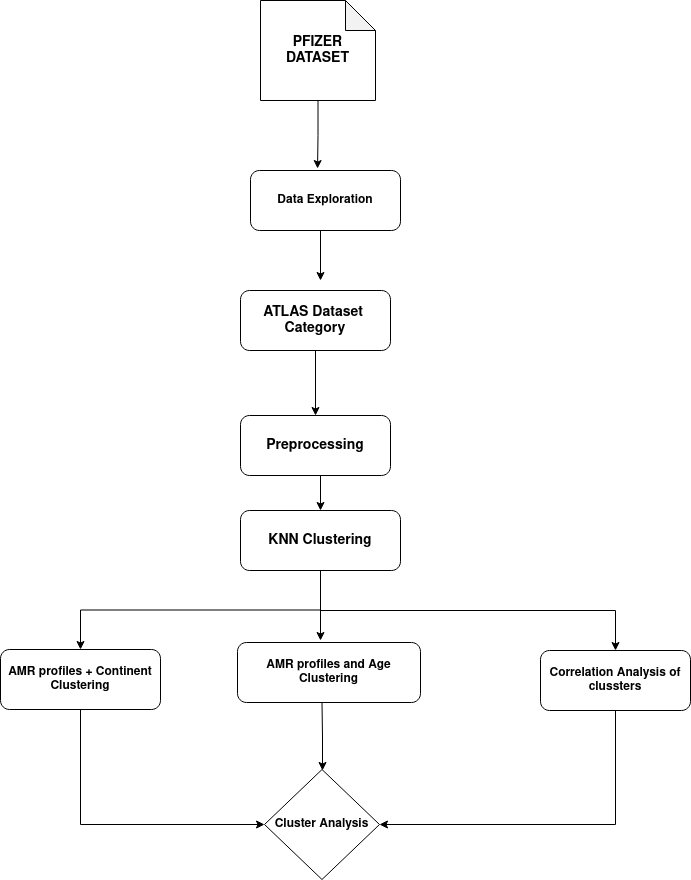 PFIZER
DATASET
Data Exploration
ATLAS Dataset
Category
Preprocessing
KNN Clustering
AMR profiles + Continent
Clustering
AMR profiles and Age
Clustering
Correlation Analysis of
clussters
Cluster Analysis